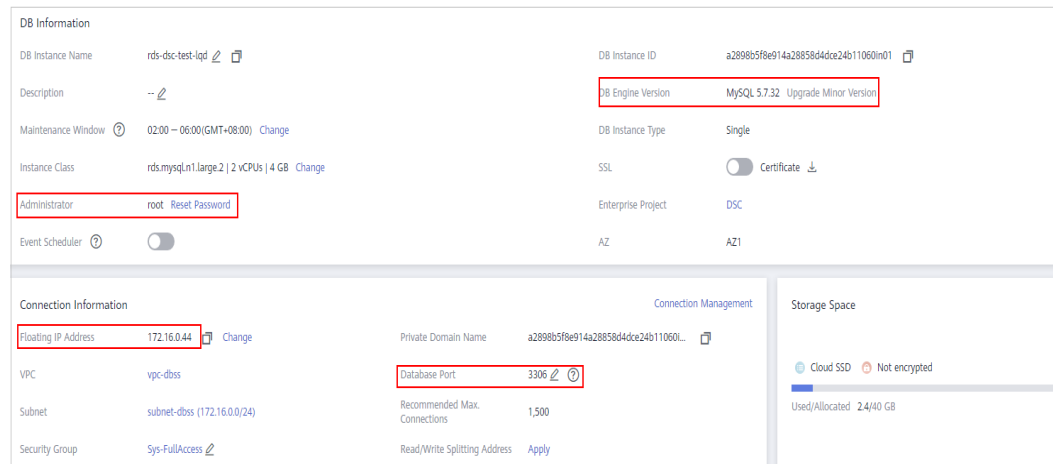 DB Information
DB Instance Name rds-dsc-test-lqd DB Instance ID a2898b5f8e914a28858d4dce24b11060in01
Description -- DB Engine Version MySQL 5.7.32 Upgrade Minor Version
Maintenance Window 02:00 – 06:00(GMT+08:00) Change DB Instance Type Single
Instance Class rds.mysql.n1.large.2 | 2 vCPUs | 4 GB Change SSL Certificate
Administrator root Reset Password Enterprise Project DSC
Event Scheduler AZ AZ1
Connection Information Connection Management Storage Space
Floating IP Address 172.16.0.44 Change Private Domain Name a2898b5f8e914a28858d4dce24b11060i...
VPC vpc-dbss Database Port 3306 Cloud SSD Not encrypted
Subnet subnet-dbss (172.16.0.0/24) Recommended Max. Connections 1,500 Used/Allocated 2.4/40 GB
Security Group Sys-FullAccess Read/Write Splitting Address Apply